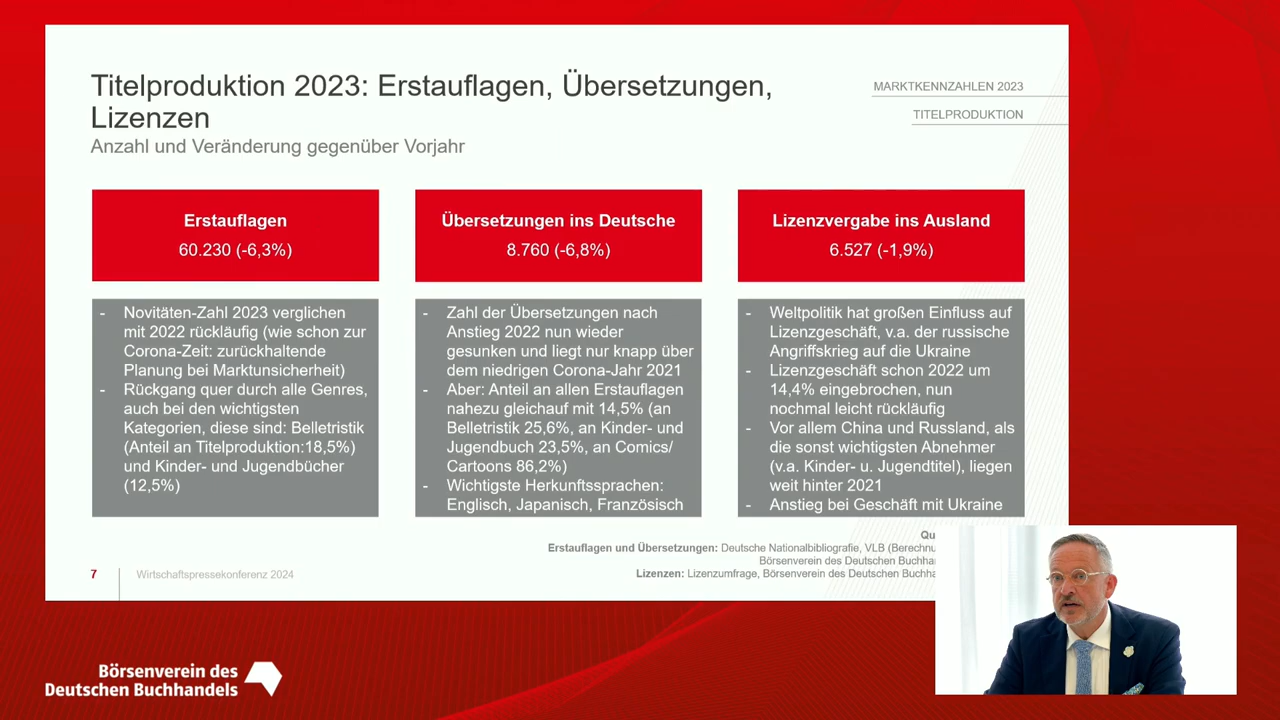 Titelproduktion 2023: Erstauflagen, Übersetzungen,
Lizenzen
Anzahl und Veränderung gegenüber Vorjahr
MARKTKENNZAHLEN 2023
TITELPRODUKTION
Erstauflagen
60.230 (-6,3%)
- Novitäten-Zahl 2023 verglichen
mit 2022 rückläufig (wie schon zur
Corona-Zeit: zurückhaltende
Planung bei Marktunsicherheit)
- Rückgang quer durch alle Genres,
auch bei den wichtigsten
Kategorien, diese sind: Belletristik
(Anteil an Titelproduktion:18,5%)
und Kinder- und Jugendbücher
(12,5%)
Übersetzungen ins Deutsche
8.760 (-6,8%)
- Zahl der Übersetzungen nach
Anstieg 2022 nun wieder
gesunken und liegt nur knapp über
dem niedrigen Corona-Jahr 2021
- Aber: Anteil an allen Erstauflagen
nahezu gleichauf mit 14,5% (an
Belletristik 25,6%, an Kinder- und
Jugendbuch 23,5%, an Comics/
Cartoons 86,2%)
- Wichtigste Herkunftssprachen:
Englisch, Japanisch, Französisch
Lizenzvergabe ins Ausland
6.527 (-1,9%)
- Weltpolitik hat großen Einfluss auf
Lizenzgeschäft, v.a. der russische
Angriffskrieg auf die Ukraine
- Lizenzgeschäft schon 2022 um
14,4% eingebrochen, nun
nochmal leicht rückläufig
- Vor allem China und Russland, als
die sonst wichtigsten Abnehmer
(v.a. Kinder- u. Jugendtitel), liegen
weit hinter 2021
- Anstieg bei Geschäft mit Ukraine
Erstauflagen und Übersetzungen: Deutsche Nationalbibliografie, VLB
Börsenverein des Deutschen
Lizenzen: Lizenzumfrage, Börsenverein des Deutschen
7
Wirtschaftspressekonferenz 2024
Börsenverein des
Deutschen Buchhandels